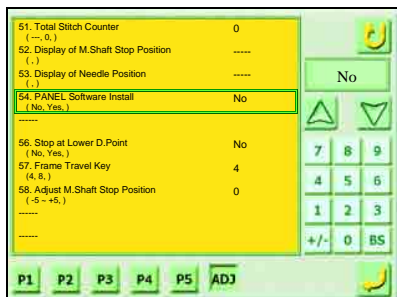 51. Total Stitch Counter 0
( ---, 0, )
52. Display of M.Shaft Stop Position -----
( , )
53. Display of Needle Position -----
( , )
No
54. PANEL Software Install No
( No, Yes, )
------
56. Stop at Lower D.Point No
( No, Yes, )
57. Frame Travel Key 4
(4, 8, )
58. Adjust M.Shaft Stop Position 0
( -5 ~ +5, )
------
------
7 8 9
4 5 6
1 2 3
+/- 0 BS
P1 P2 P3 P4 P5 ADJ